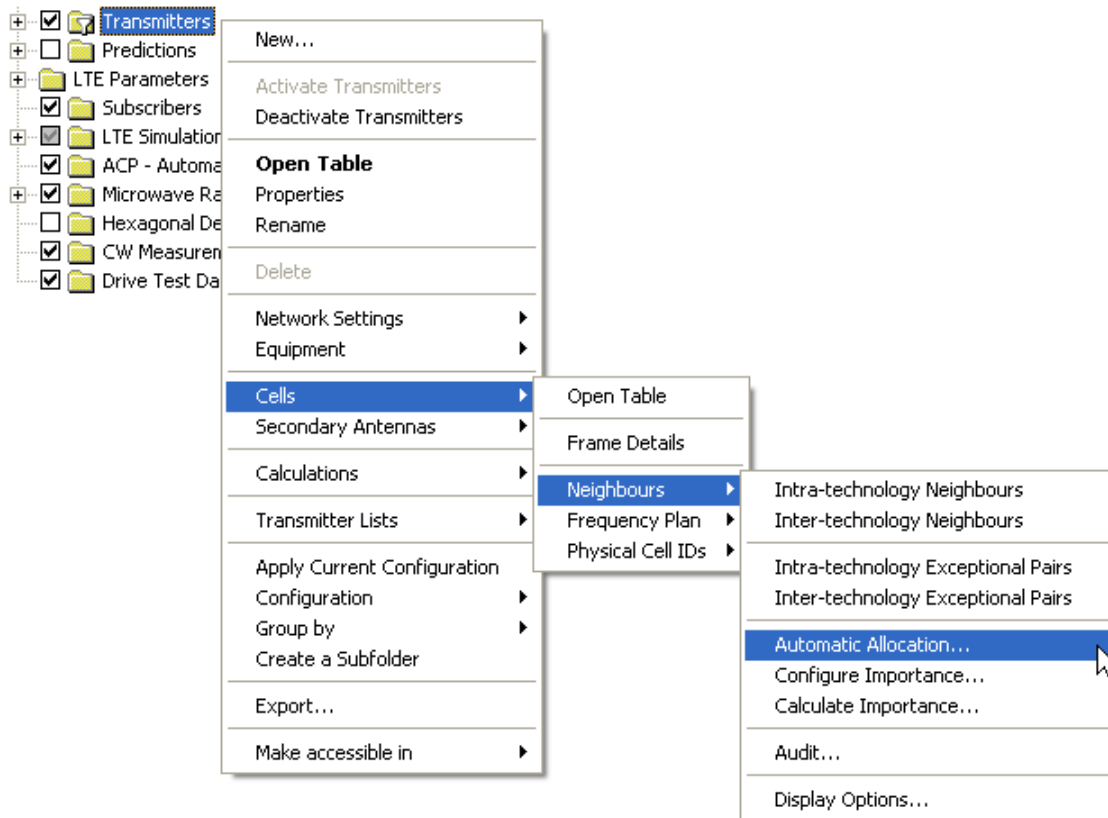 Transmitters
Predictions
LTE Parameters
Subscribers
LTE Simulation
ACP - Automa
Microwave Ra
Hexagonal De
CW Measuren
Drive Test Da
New...
Activate Transmitters
Deactivate Transmitters
Open Table
Properties
Rename
Delete
Network Settings
Equipment
Cells
Secondary Antennas
Calculations
Transmitter Lists
Apply Current Configuration
Configuration
Group by
Create a Subfolder
Export...
Make accessible in
Open Table
Frame Details
Neighbours
Frequency Plan
Physical Cell IDs
Intra-technology Neighbours
Inter-technology Neighbours
Intra-technology Exceptional Pairs
Inter-technology Exceptional Pairs
Automatic Allocation...
Configure Importance...
Calculate Importance...
Audit...
Display Options...